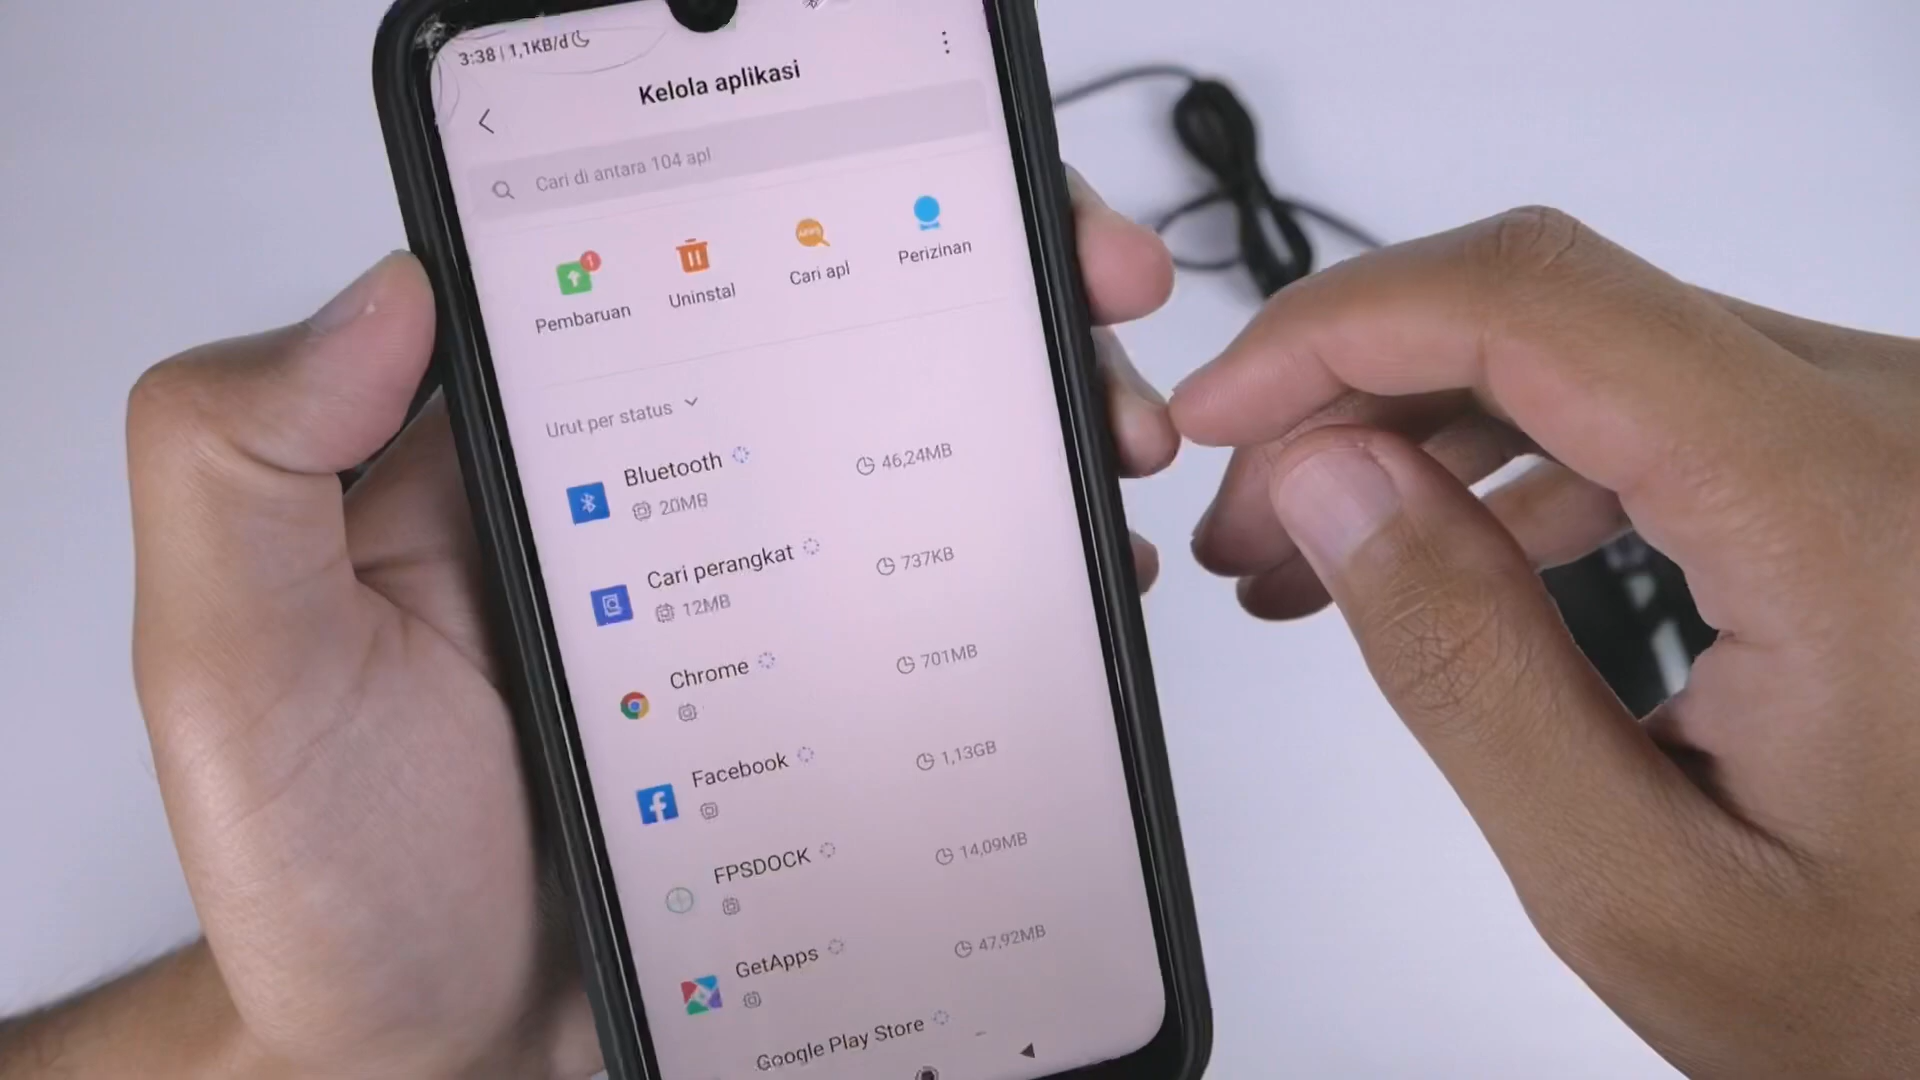 3:38 | 1,1KB/d
Kelola aplikasi
Cari di antara 104 apl
1
Pembaruan
Uninstal
APPS
Cari apl
Perizinan
Urut per status
Bluetooth
46,24MB
20MB
Cari perangkat
737KB
12MB
Chrome
701MB
Facebook
1,13GB
FPSDOCK
14,09MB
GetApps
47,92MB
Google Play Store